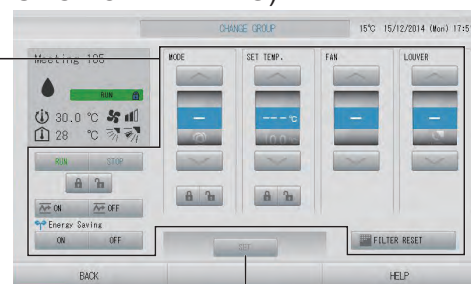 CHANGE GROUP
15°C 15/12/2014 (Mon) 17:5
Meeting 105
RUN
30.0 °C
28 °C
RUN STOP
ON OFF
Energy Saving
ON OFF
MODE
SET TEMP.
FAN
LOUVER
---°C
SET
FILTER RESET
BACK
HELP